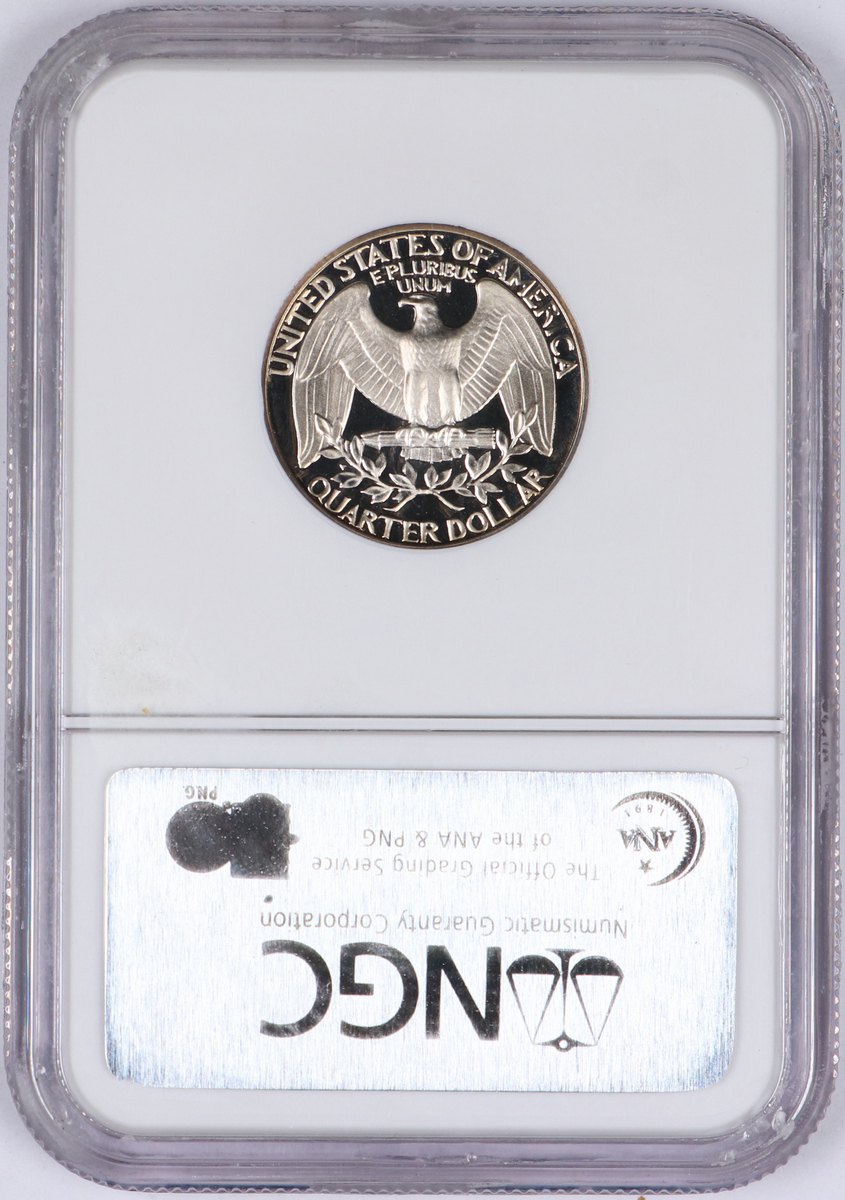 UNITED STATES OF AMERICA
E·PLURIBUS
UNUM
QUARTER DOLLAR
NGC
Numismatic Guaranty Corporation
The Official Grading Service
of the ANA & PNG
ANA
1891
PNG